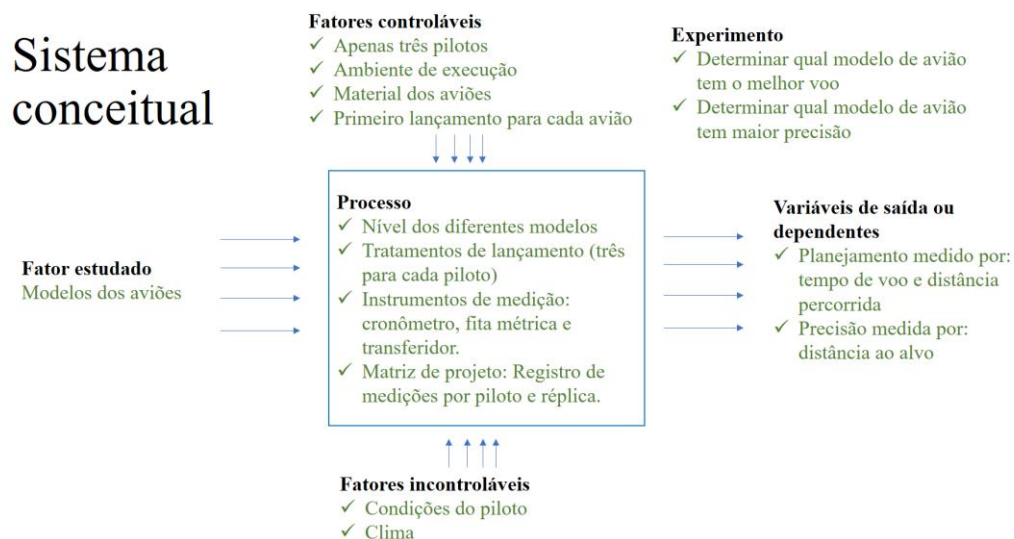 Sistema
conceitual
Fatores controláveis
✓ Apenas três pilotos
✓ Ambiente de execução
✓ Material dos aviões
✓ Primeiro lançamento para cada avião
Experimento
✓ Determinar qual modelo de avião
tem o melhor voo
✓ Determinar qual modelo de avião
tem maior precisão
Fator estudado
Modelos dos aviões
Processo
✓ Nível dos diferentes modelos
✓ Tratamentos de lançamento (três
para cada piloto)
✓ Instrumentos de medição:
cronômetro, fita métrica e
transferidor.
✓ Matriz de projeto: Registro de
medições por piloto e réplica.
Variáveis de saída ou
dependentes
✓ Planejamento medido por:
tempo de voo e distância
percorrida
✓ Precisão medida por:
distância ao alvo
Fatores incontroláveis
✓ Condições do piloto
✓ Clima